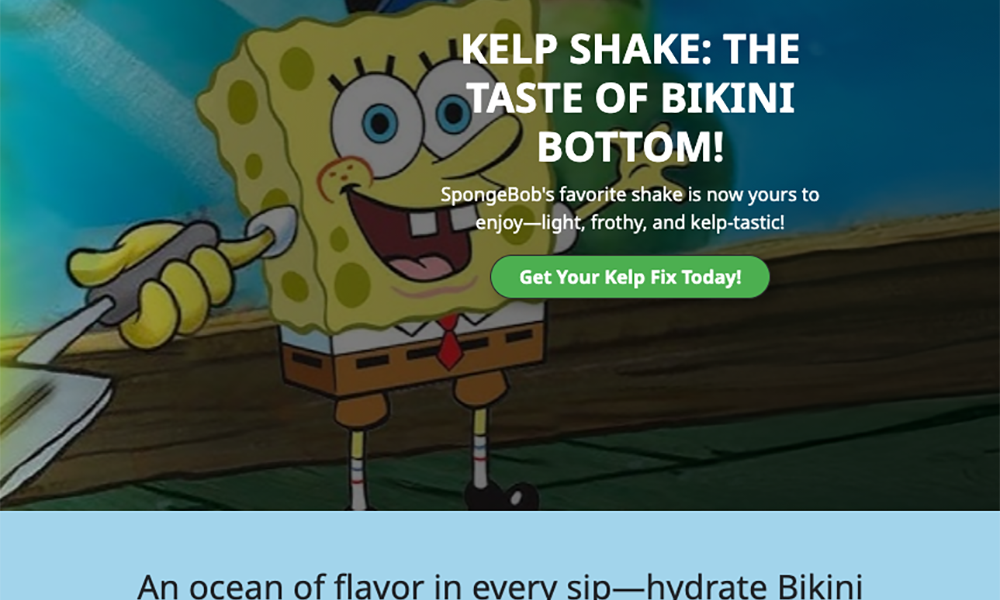 KELP SHAKE: THE
TASTE OF BIKINI
BOTTOM!
SpongeBob's favorite shake is now yours to
enjoy—light, frothy, and kelp-tastic!
Get Your Kelp Fix Today!
An ocean of flavor in every sip—hydrate Bikini